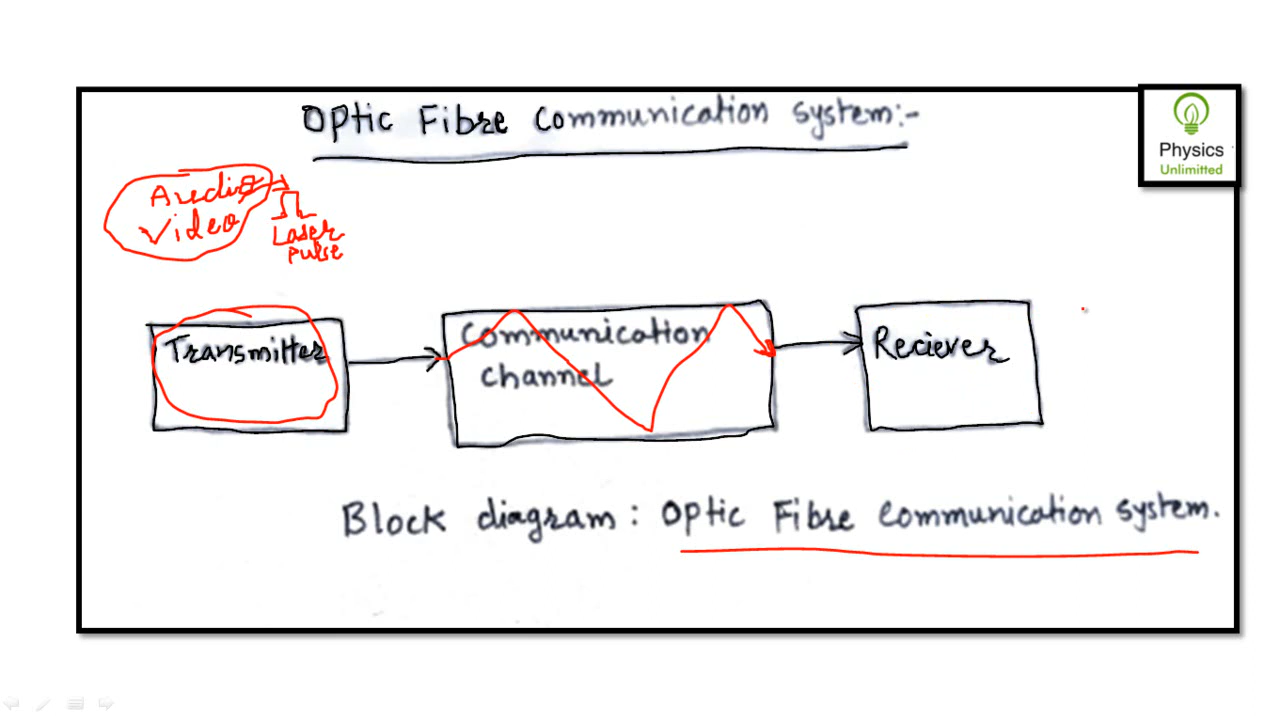 Optic Fibre Communication system:-
Physics
Unlimitted
Audio
Video
Laser
pulse
Transmitter
Communication
channel
Reciever
Block diagram: Optic Fibre Communication system.